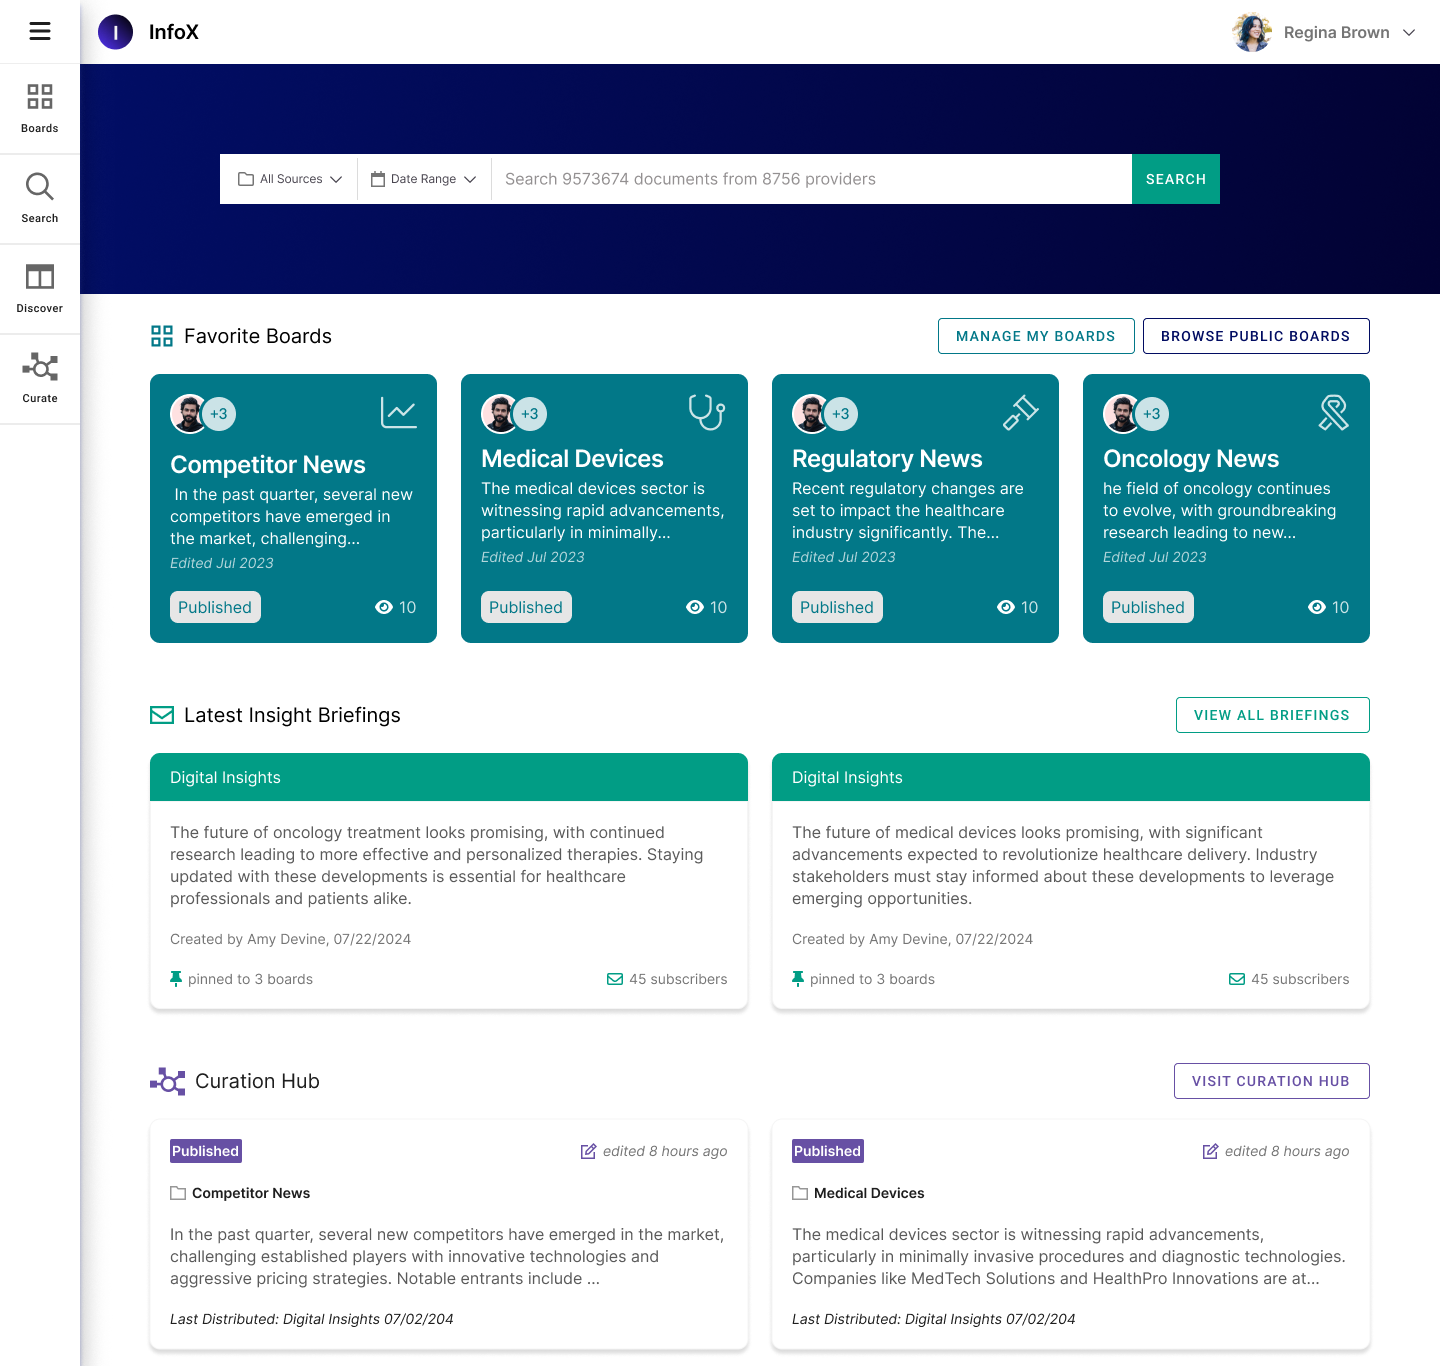 I InfoX
Regina Brown
Boards
Search
Discover
Curate
All Sources
Date Range
Search 9573674 documents from 8756 providers
SEARCH
Favorite Boards
MANAGE MY BOARDS
BROWSE PUBLIC BOARDS
+3
Competitor News
In the past quarter, several new
competitors have emerged in
the market, challenging...
Edited Jul 2023
Published
10
+3
Medical Devices
The medical devices sector is
witnessing rapid advancements,
particularly in minimally...
Edited Jul 2023
Published
10
+3
Regulatory News
Recent regulatory changes are
set to impact the healthcare
industry significantly. The...
Edited Jul 2023
Published
10
+3
Oncology News
he field of oncology continues
to evolve, with groundbreaking
research leading to new...
Edited Jul 2023
Published
10
Latest Insight Briefings
VIEW ALL BRIEFINGS
Digital Insights
The future of oncology treatment looks promising, with continued
research leading to more effective and personalized therapies. Staying
updated with these developments is essential for healthcare
professionals and patients alike.
Created by Amy Devine, 07/22/2024
pinned to 3 boards
45 subscribers
Digital Insights
The future of medical devices looks promising, with significant
advancements expected to revolutionize healthcare delivery. Industry
stakeholders must stay informed about these developments to leverage
emerging opportunities.
Created by Amy Devine, 07/22/2024
pinned to 3 boards
45 subscribers
Curation Hub
VISIT CURATION HUB
Published
edited 8 hours ago
Competitor News
In the past quarter, several new competitors have emerged in the market,
challenging established players with innovative technologies and
aggressive pricing strategies. Notable entrants include ...
Last Distributed: Digital Insights 07/02/204
Published
edited 8 hours ago
Medical Devices
The medical devices sector is witnessing rapid advancements,
particularly in minimally invasive procedures and diagnostic technologies.
Companies like MedTech Solutions and HealthPro Innovations are at...
Last Distributed: Digital Insights 07/02/204